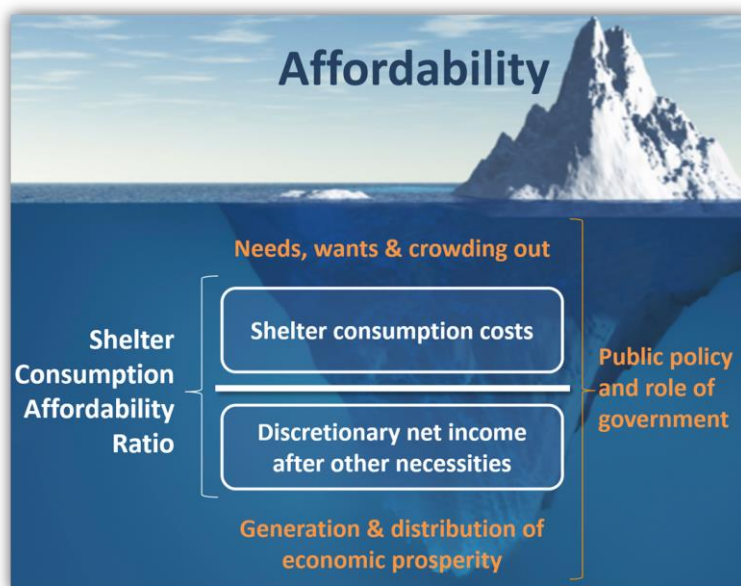 Affordability
Needs, wants & crowding out
Shelter
Consumption
Affordability
Ratio
Shelter consumption costs
Discretionary net income
after other necessities
Public policy
and role of
government
Generation & distribution of
economic prosperity